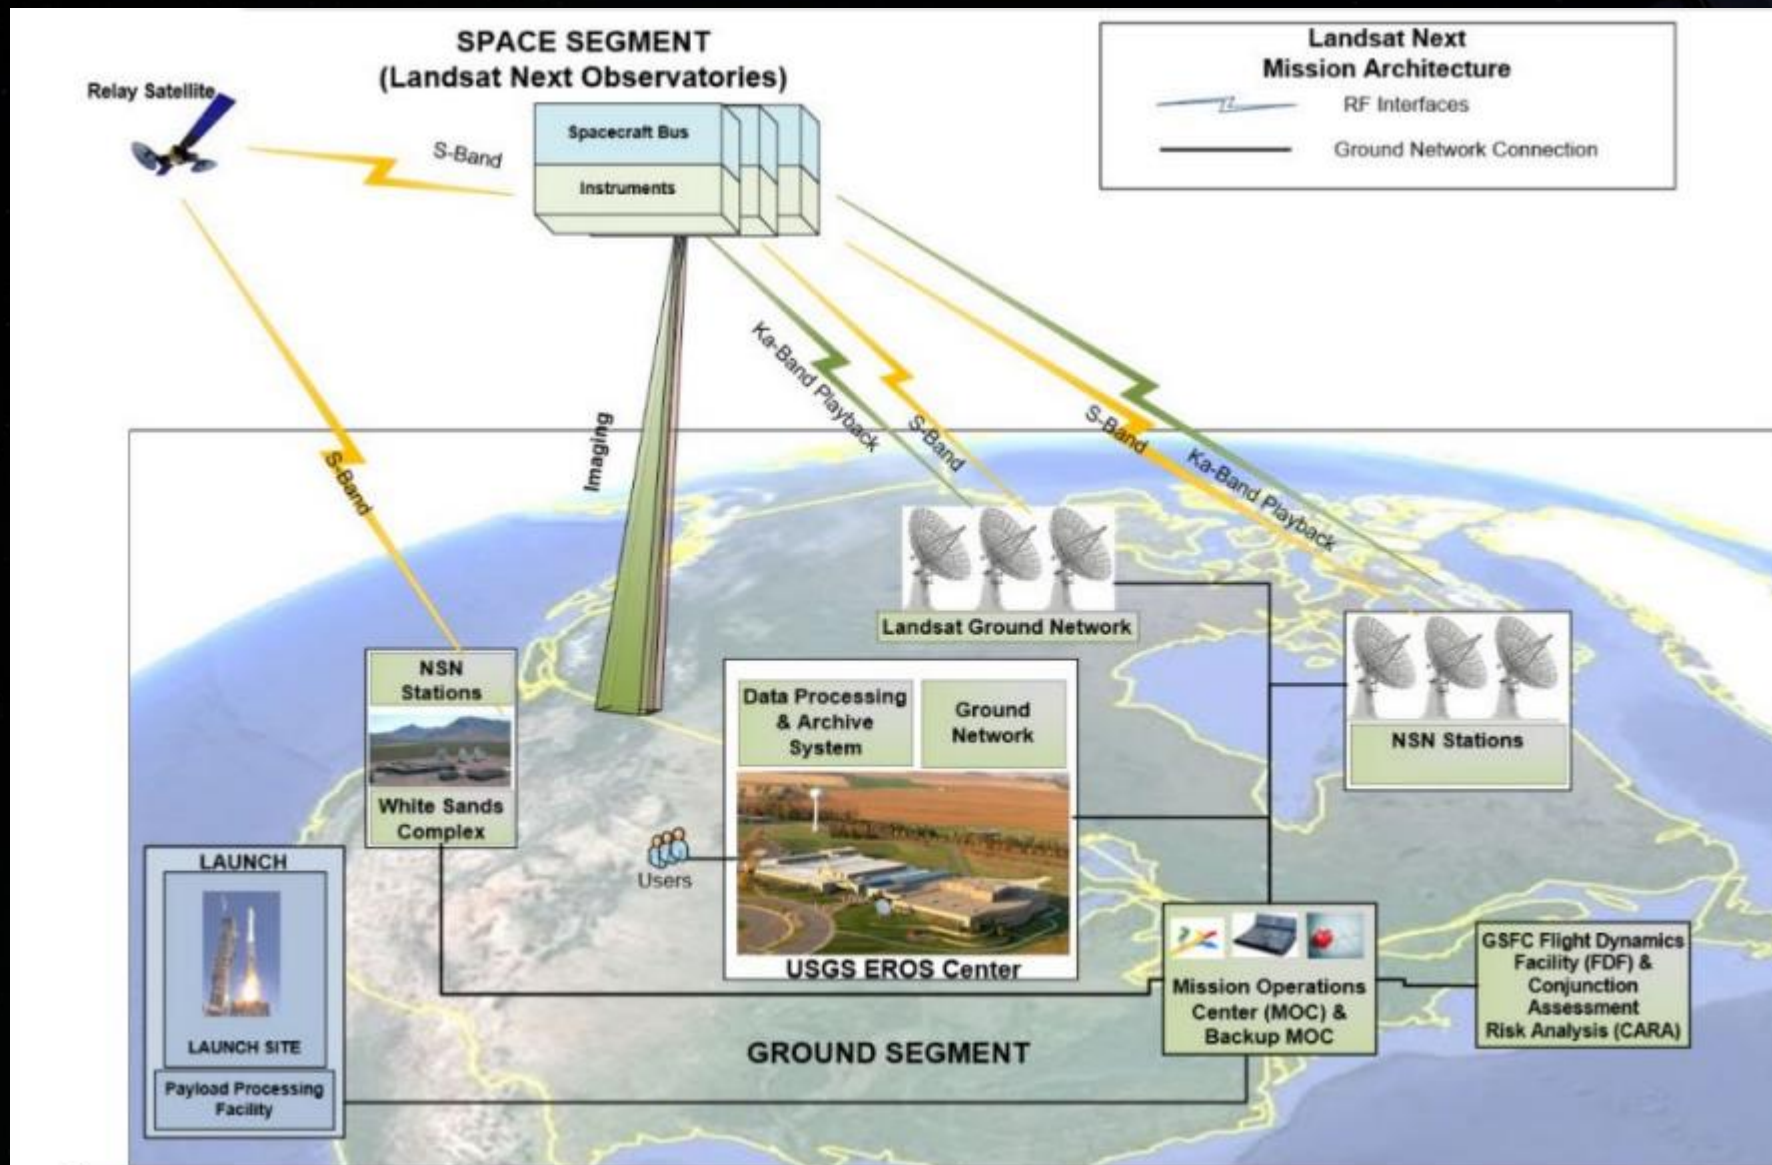 SPACE SEGMENT
(Landsat Next Observatories)
Landsat Next
Mission Architecture
RF Interfaces
Ground Network Connection
Relay Satellite
S-Band
Spacecraft Bus
Instruments
Ka-Band Playback
S-Band
S-Band
Ka-Band Playback
S-Band
Imaging
Landsat Ground Network
NSN
Stations
White Sands
Complex
Data Processing
& Archive
System
Ground
Network
NSN Stations
Users
USGS EROS Center
LAUNCH
LAUNCH SITE
Payload Processing
Facility
GROUND SEGMENT
Mission Operations
Center (MOC) &
Backup MOC
GSFC Flight Dynamics
Facility (FDF) &
Conjunction
Assessment
Risk Analysis (CARA)